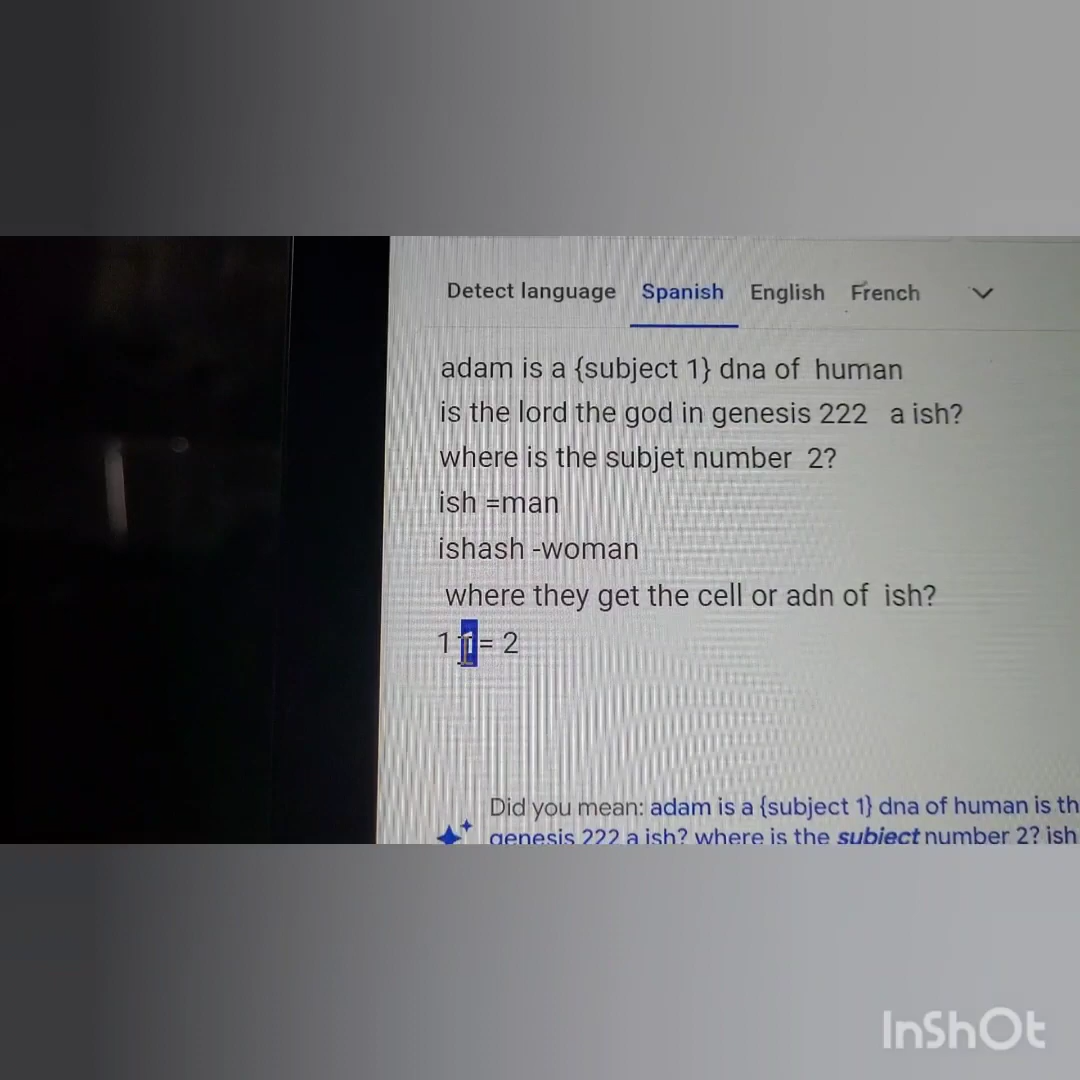 Detect language Spanish English French
adam is a {subject 1} dna of human
is the lord the god in genesis 222 a ish?
where is the subjet number 2?
ish =man
ishash -woman
where they get the cell or adn of ish?
1 1= 2
Did you mean: adam is a {subject 1} dna of human is th
genesis 222 a ish? where is the subject number 2? ish
InShOt